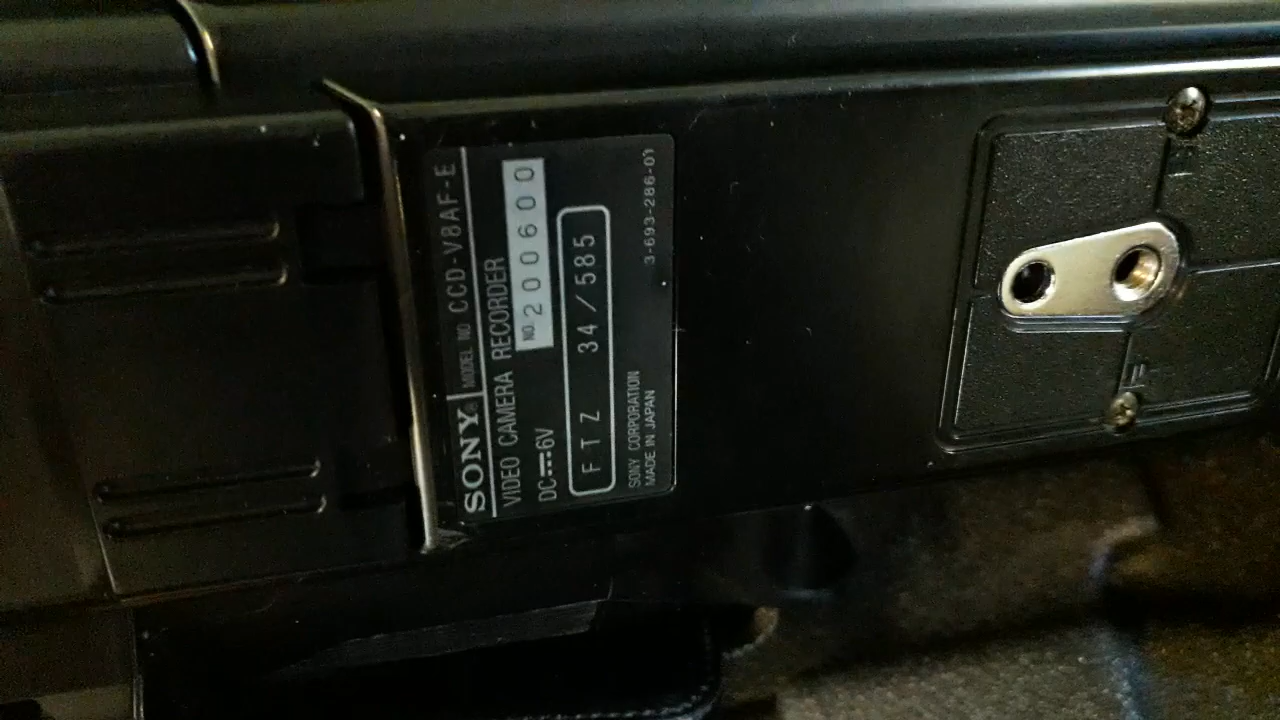 SONY® MODEL NO CCD-V8AF-E
VIDEO CAMERA RECORDER
DC⎓6V NO. 200600
FTZ 34/585
SONY CORPORATION
MADE IN JAPAN 3-693-286-01